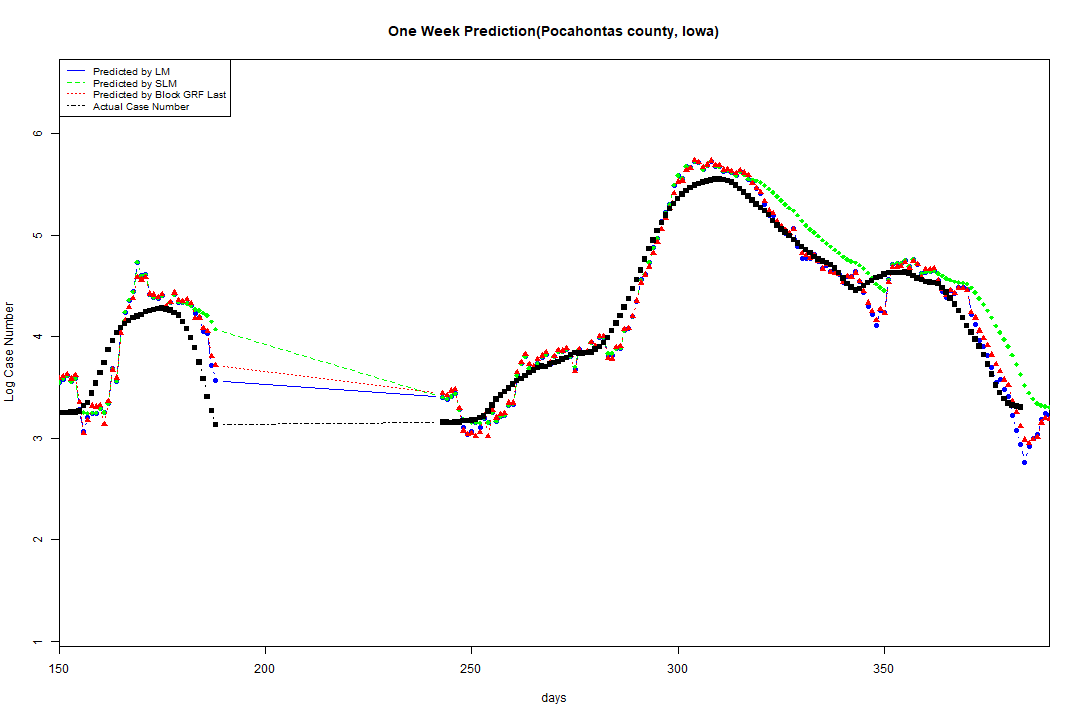 One Week Prediction(Pocahontas county, Iowa)
Predicted by LM
Predicted by SLM
Predicted by Block GRF Last
Actual Case Number
Log Case Number
6
5
4
3
2
1
150 200 250 300 350
days